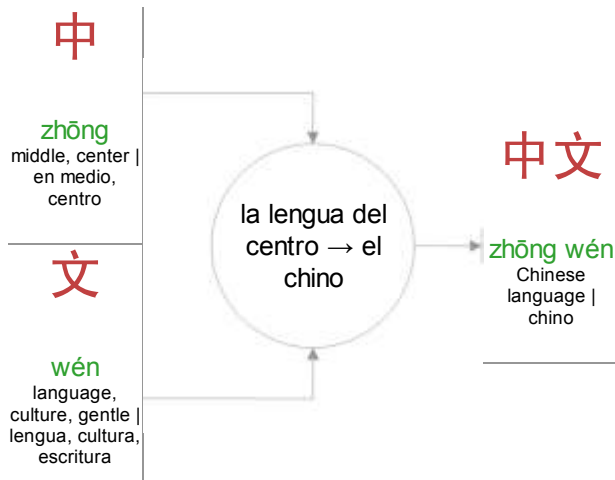 中
zhōng
middle, center |
en medio,
centro
文
wén
language,
culture, gentle |
lengua, cultura,
escritura
la lengua del
centro → el
chino
中文
zhōng wén
Chinese
language |
chino